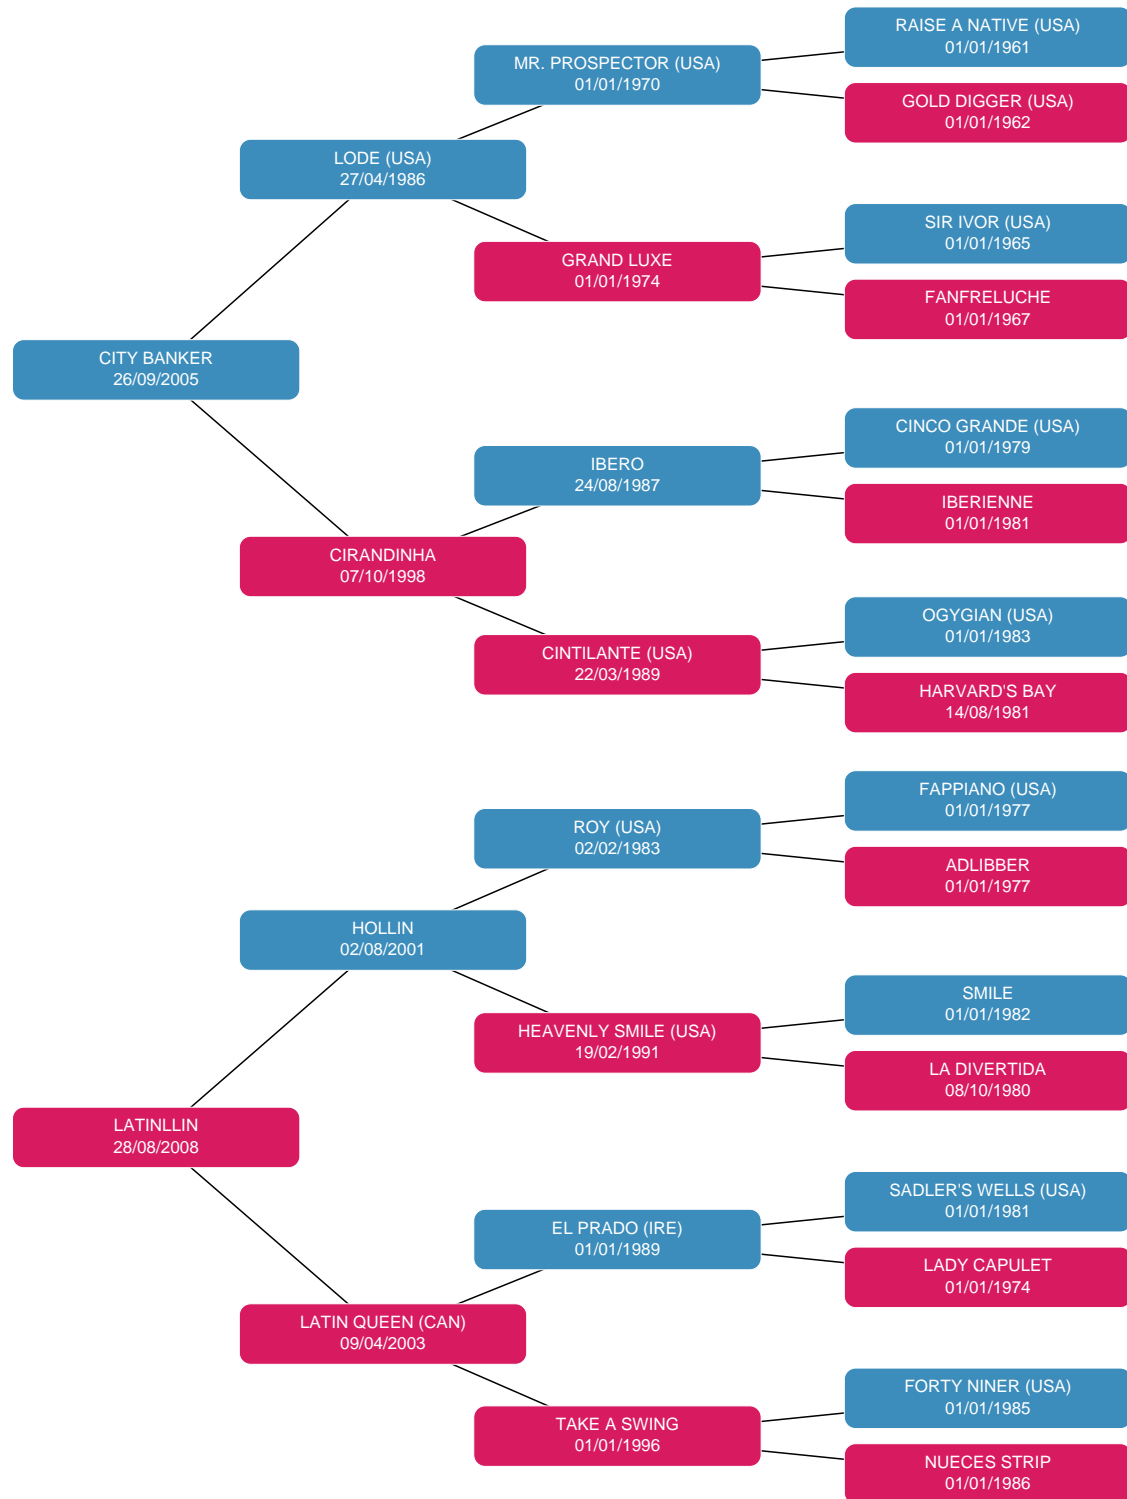 RAISE A NATIVE (USA)
01/01/1961
MR. PROSPECTOR (USA)
01/01/1970
GOLD DIGGER (USA)
01/01/1962
LODE (USA)
27/04/1986
SIR IVOR (USA)
01/01/1965
GRAND LUXE
01/01/1974
FANFRELUCHE
01/01/1967
CITY BANKER
26/09/2005
CINCO GRANDE (USA)
01/01/1979
IBERO
24/08/1987
IBERIENNE
01/01/1981
CIRANDINHA
07/10/1998
OGYGIAN (USA)
01/01/1983
CINTILANTE (USA)
22/03/1989
HARVARD'S BAY
14/08/1981
FAPPIANO (USA)
01/01/1977
ROY (USA)
02/02/1983
ADLIBBER
01/01/1977
HOLLIN
02/08/2001
SMILE
01/01/1982
HEAVENLY SMILE (USA)
19/02/1991
LA DIVERTIDA
08/10/1980
LATINLLIN
28/08/2008
SADLER'S WELLS (USA)
01/01/1981
EL PRADO (IRE)
01/01/1989
LADY CAPULET
01/01/1974
LATIN QUEEN (CAN)
09/04/2003
FORTY NINER (USA)
01/01/1985
TAKE A SWING
01/01/1996
NUECES STRIP
01/01/1986